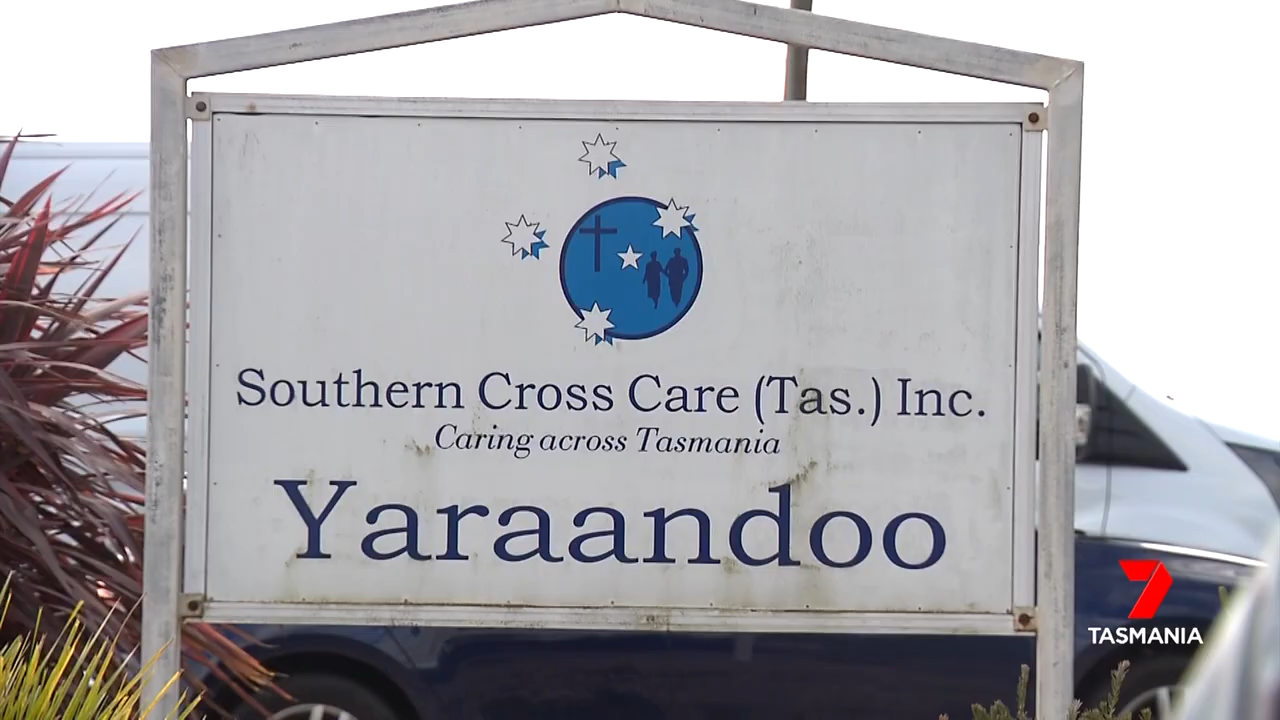 Southern Cross Care (Tas.) Inc.
Caring across Tasmania
Yaraandoo
7
TASMANIA